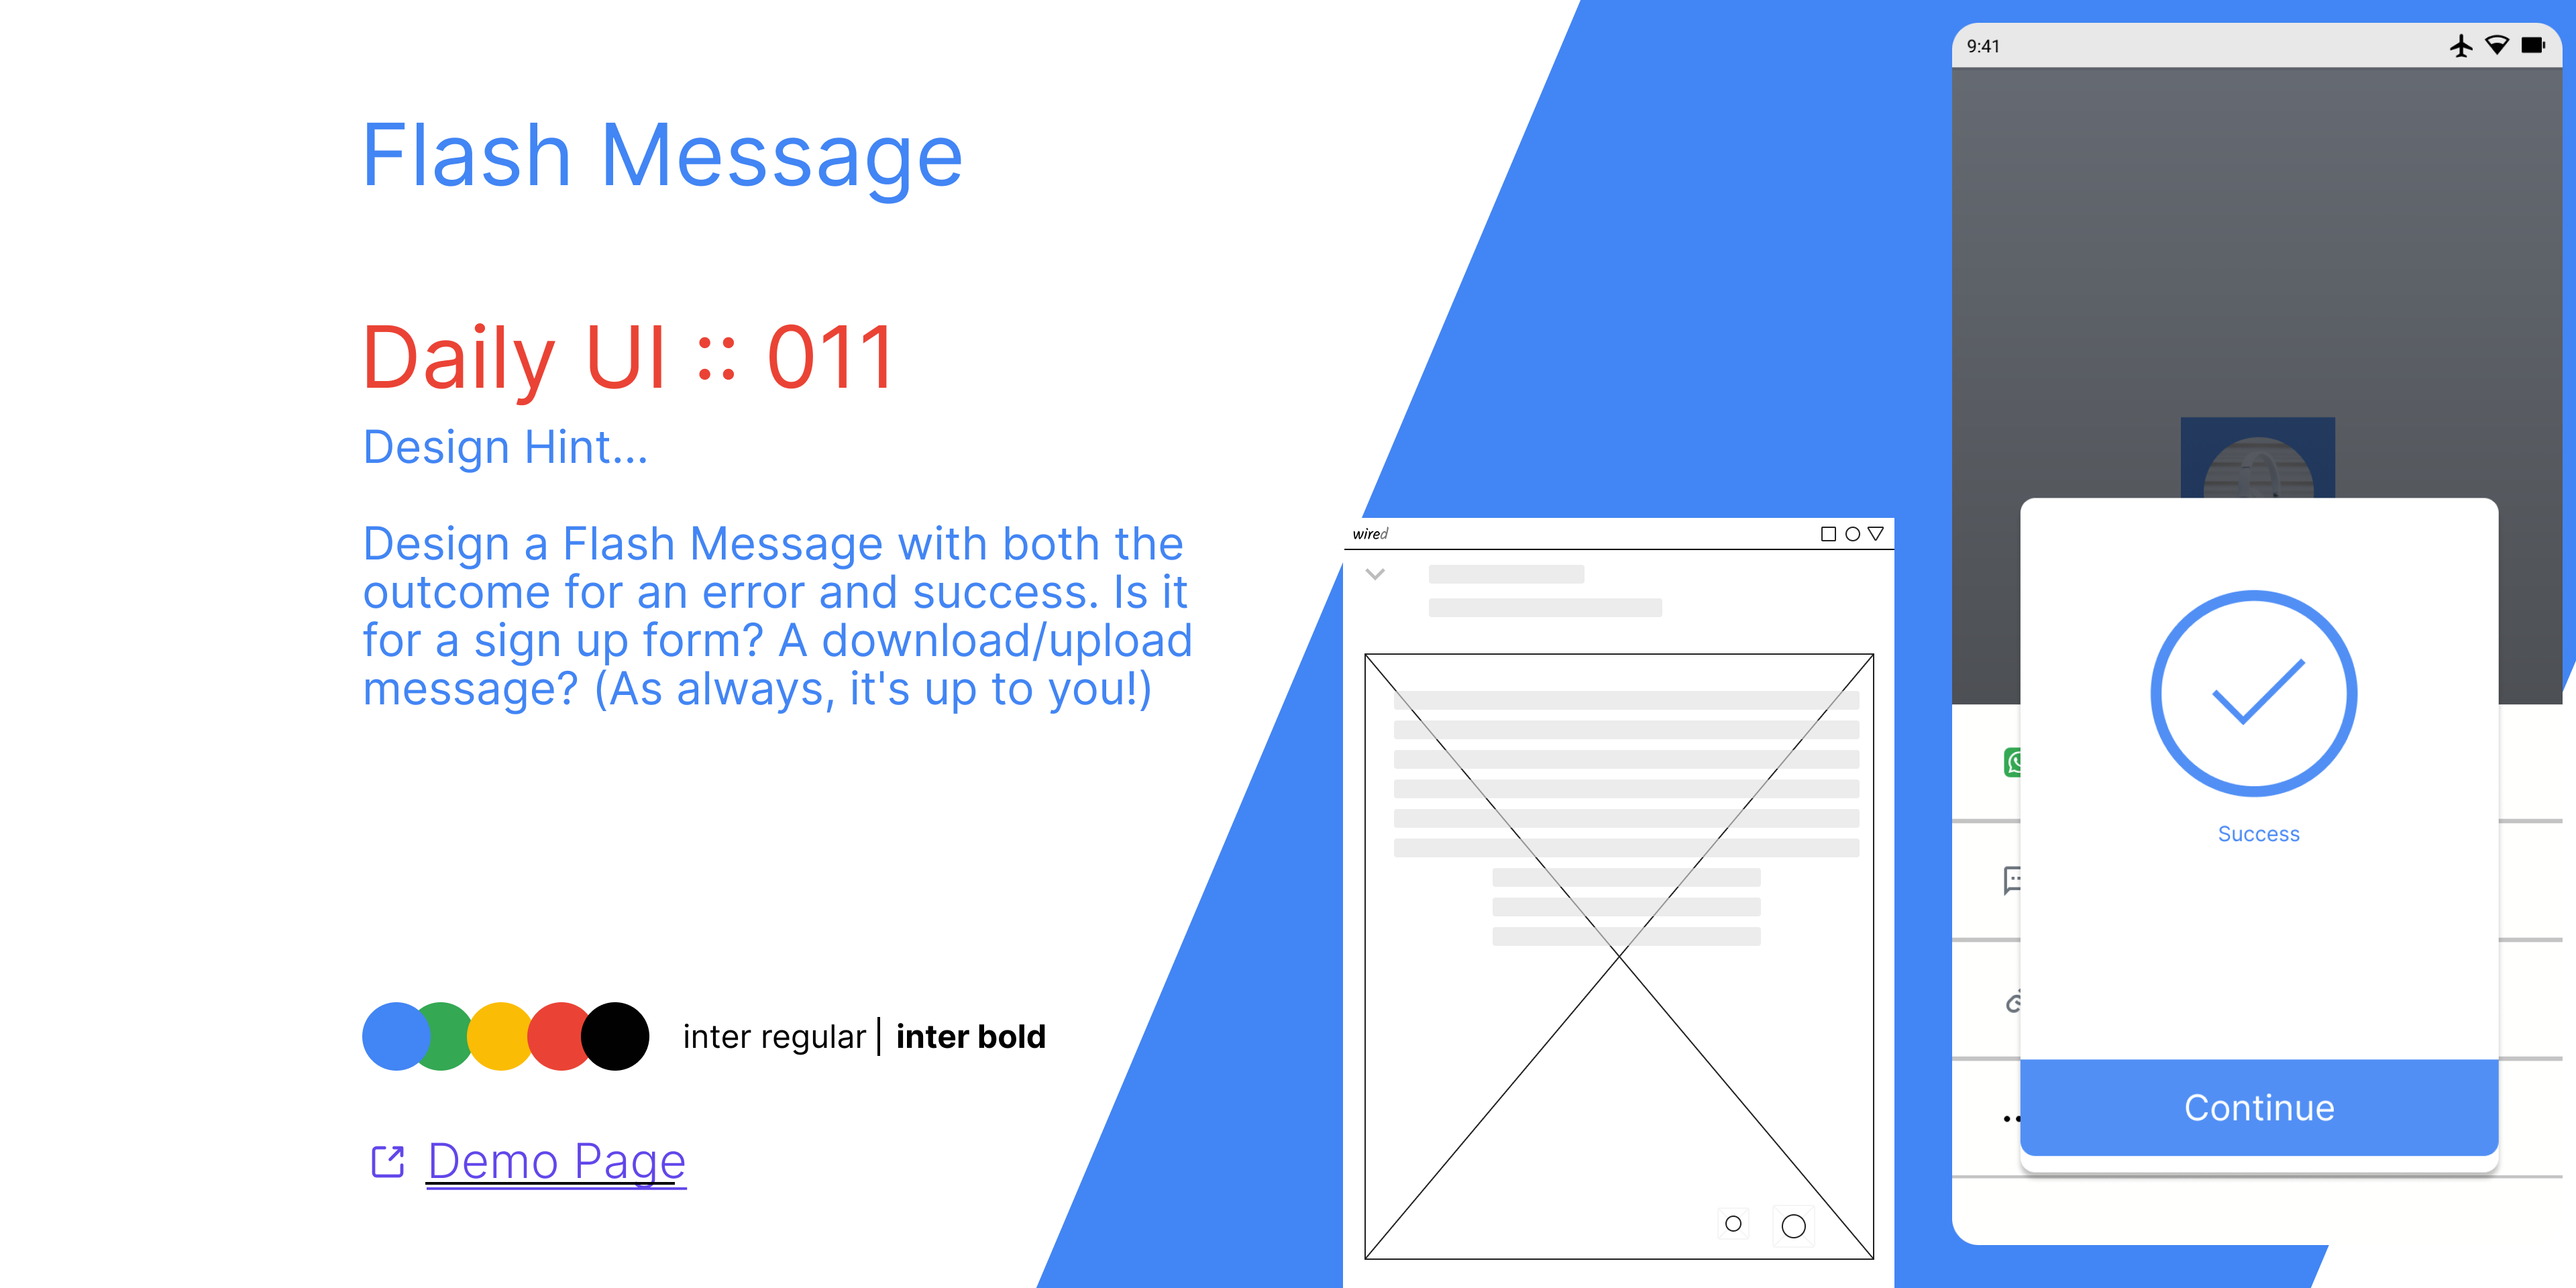 Flash Message
Daily UI :: 011
Design Hint...
Design a Flash Message with both the
outcome for an error and success. Is it
for a sign up form? A download/upload
message? (As always, it's up to you!)
inter regular | inter bold
Demo Page
wired
9:41
Success
Continue